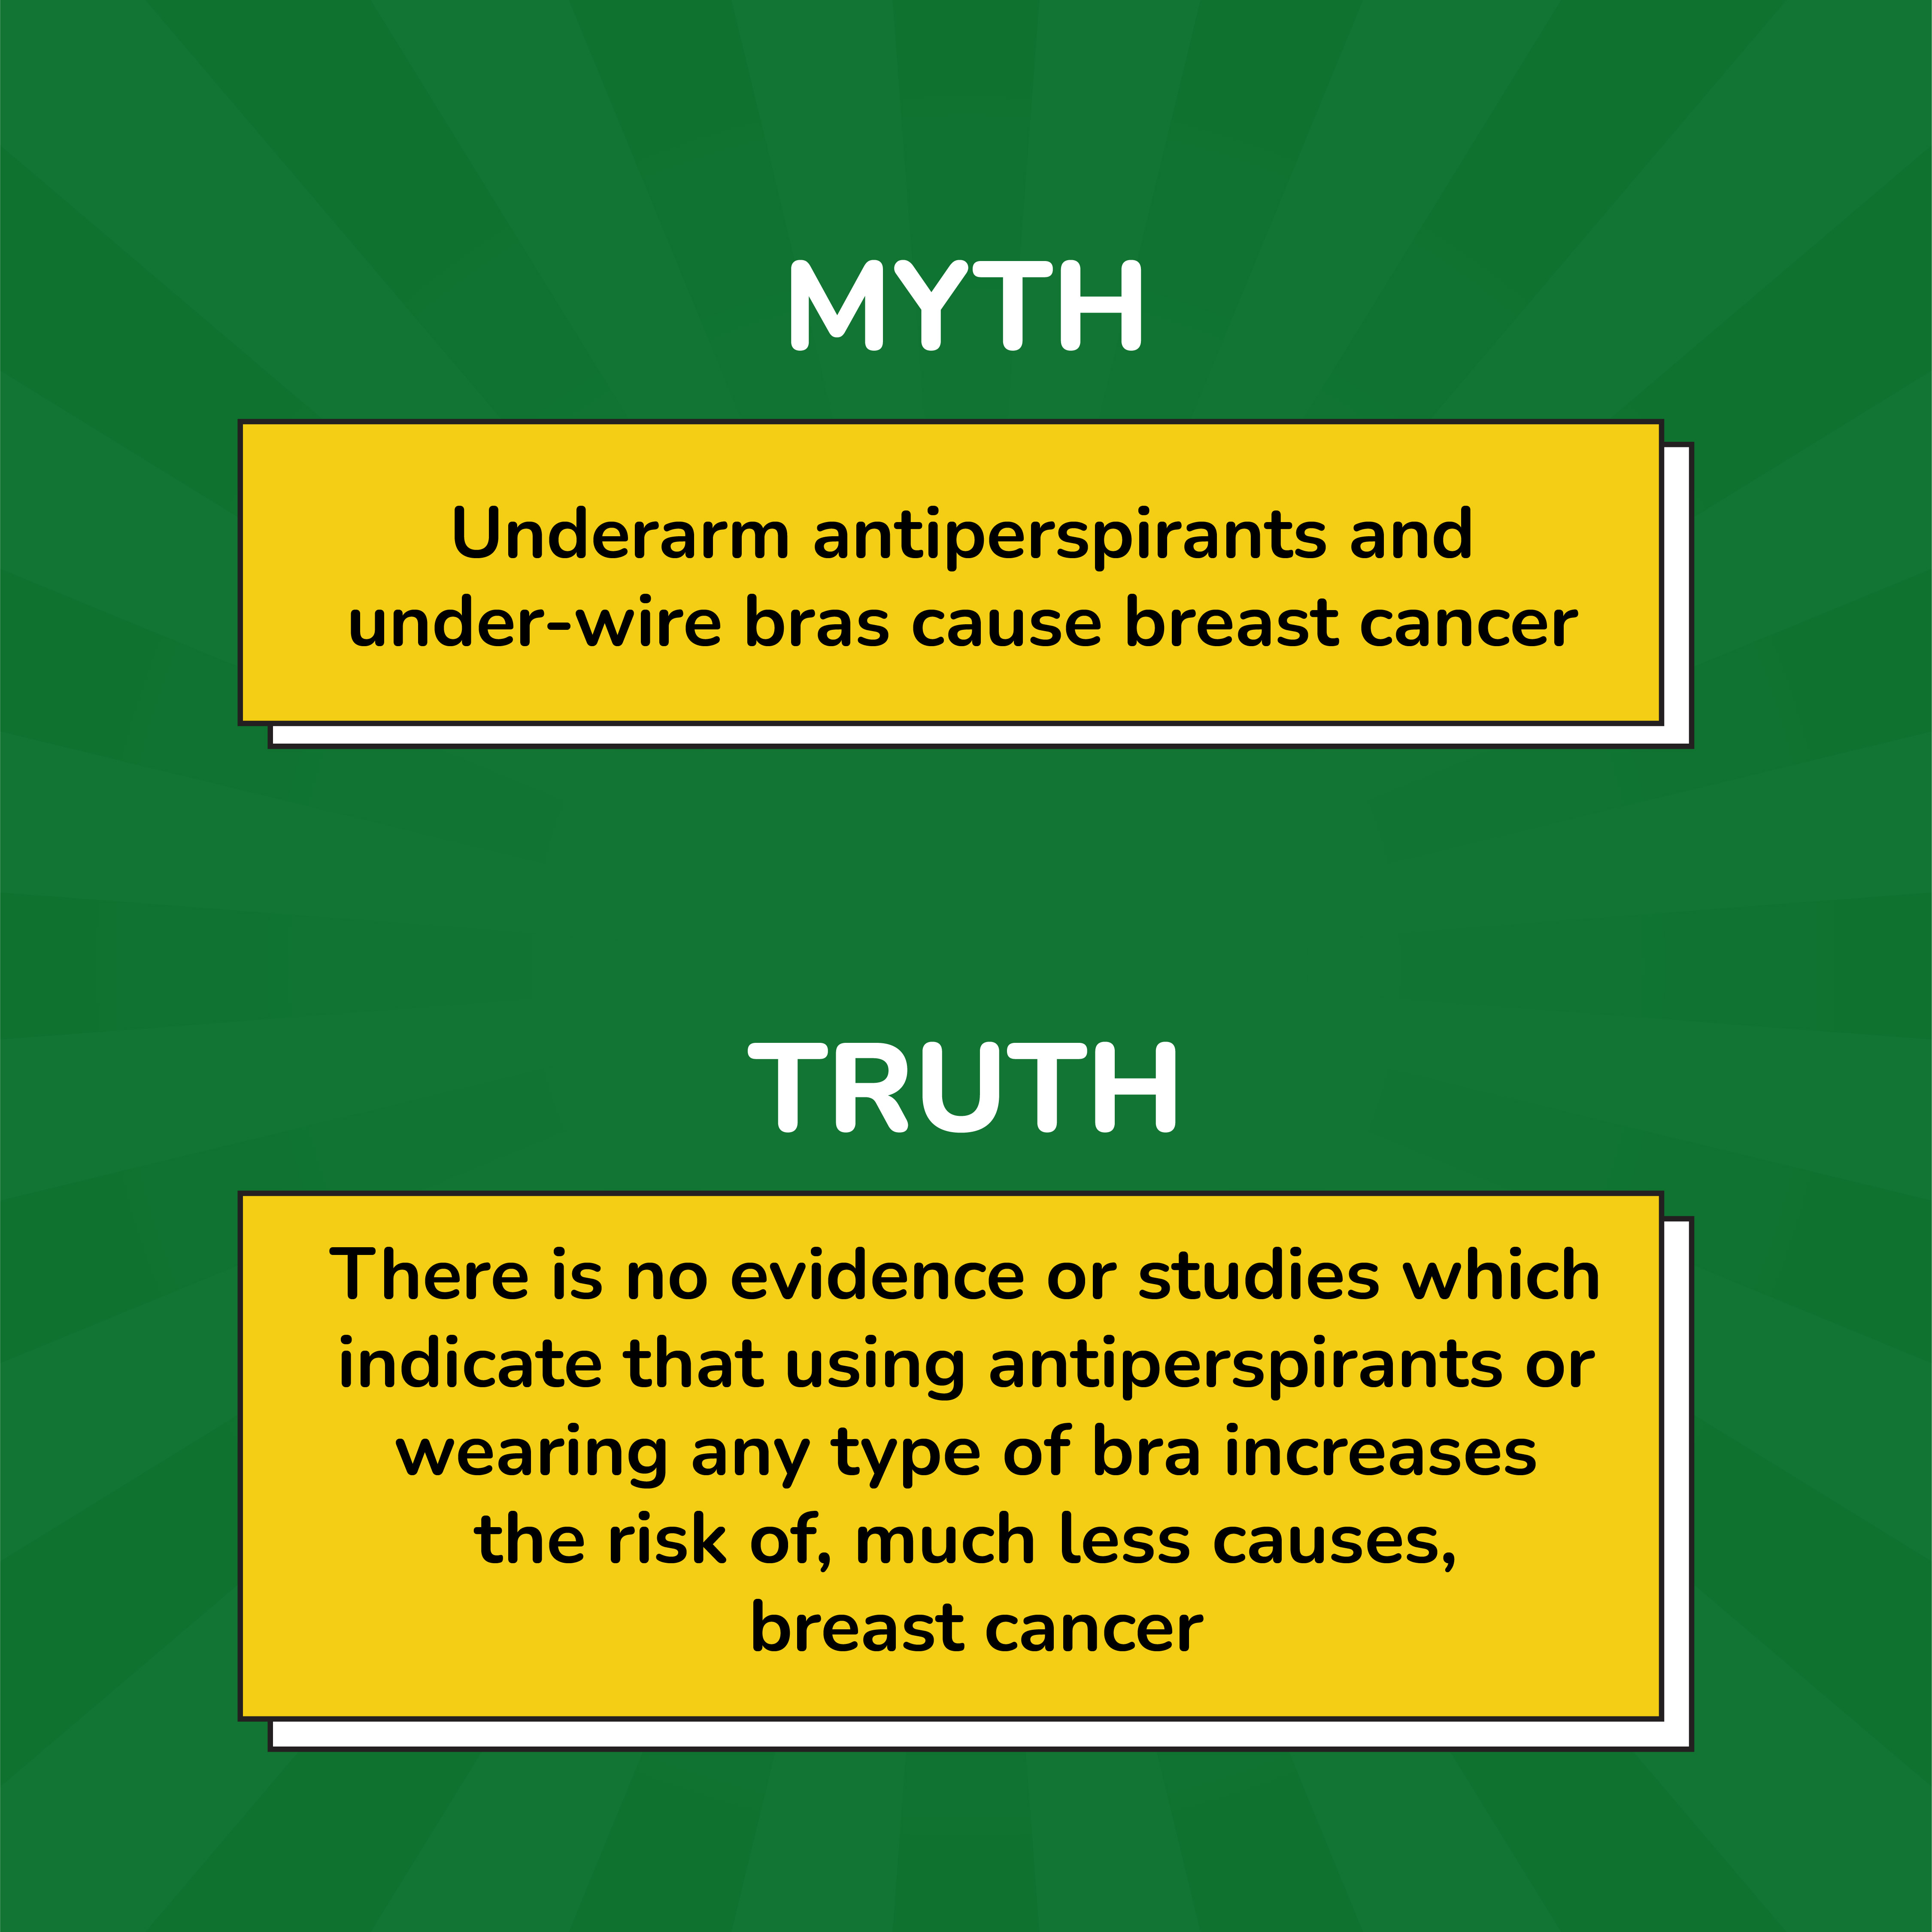 MYTH
Underarm antiperspirants and
under-wire bras cause breast cancer
TRUTH
There is no evidence or studies which
indicate that using antiperspirants or
wearing any type of bra increases
the risk of, much less causes,
breast cancer